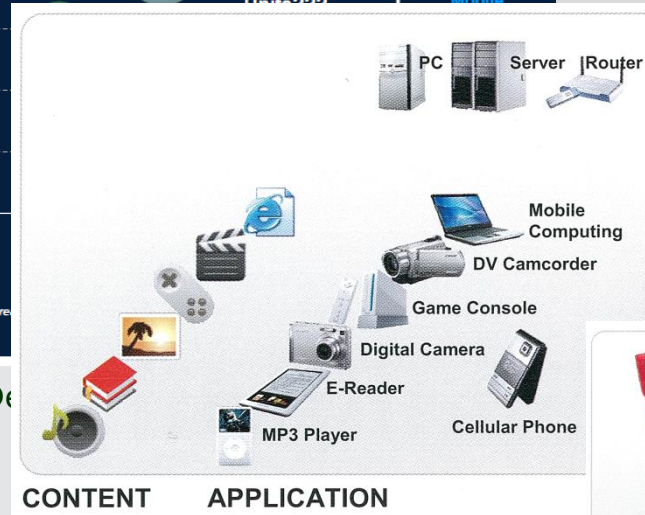 PC
Server
Router
Mobile
Computing
DV Camcorder
Game Console
Digital Camera
E-Reader
Cellular Phone
MP3 Player
CONTENT
APPLICATION